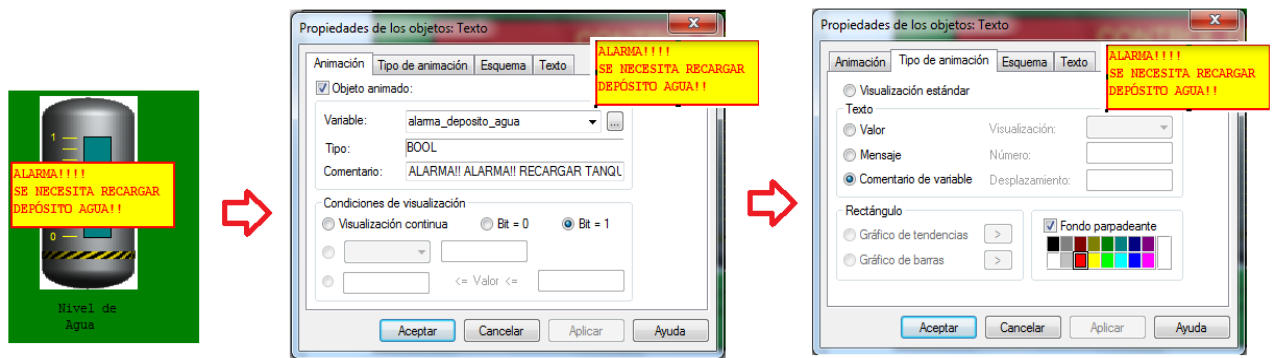 1
ALARMA!!!!
SE NECESITA RECARGAR
DEPÓSITO AGUA!!
0
Nivel de
Agua
Propiedades de los objetos: Texto
ALARMA!!!!
SE NECESITA RECARGAR
DEPÓSITO AGUA!!
Animación Tipo de animación Esquema Texto
Objeto animado:
Variable: alarma_deposito_agua ...
Tipo: BOOL
Comentario: ALARMA!! ALARMA!! RECARGAR TANQU
Condiciones de visualización
Visualización continua Bit = 0 Bit = 1
<= Valor <=
Aceptar Cancelar Aplicar Ayuda
Propiedades de los objetos: Texto
ALARMA!!!!
SE NECESITA RECARGAR
DEPÓSITO AGUA!!
Animación Tipo de animación Esquema Texto
Visualización estándar
Texto
Valor Visualización:
Mensaje Número:
Comentario de variable Desplazamiento:
Rectángulo
Gráfico de tendencias >
Gráfico de barras >
Fondo parpadeante
Aceptar Cancelar Aplicar Ayuda